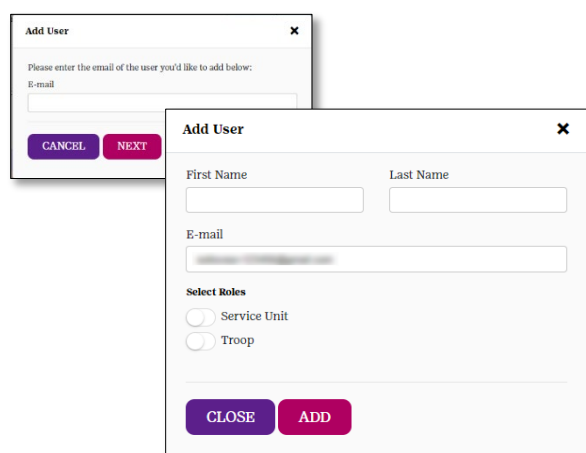 Add User
Please enter the email of the user you'd like to add below:
E-mail
CANCEL NEXT
Add User
First Name Last Name
E-mail
Select Roles
Service Unit
Troop
CLOSE ADD